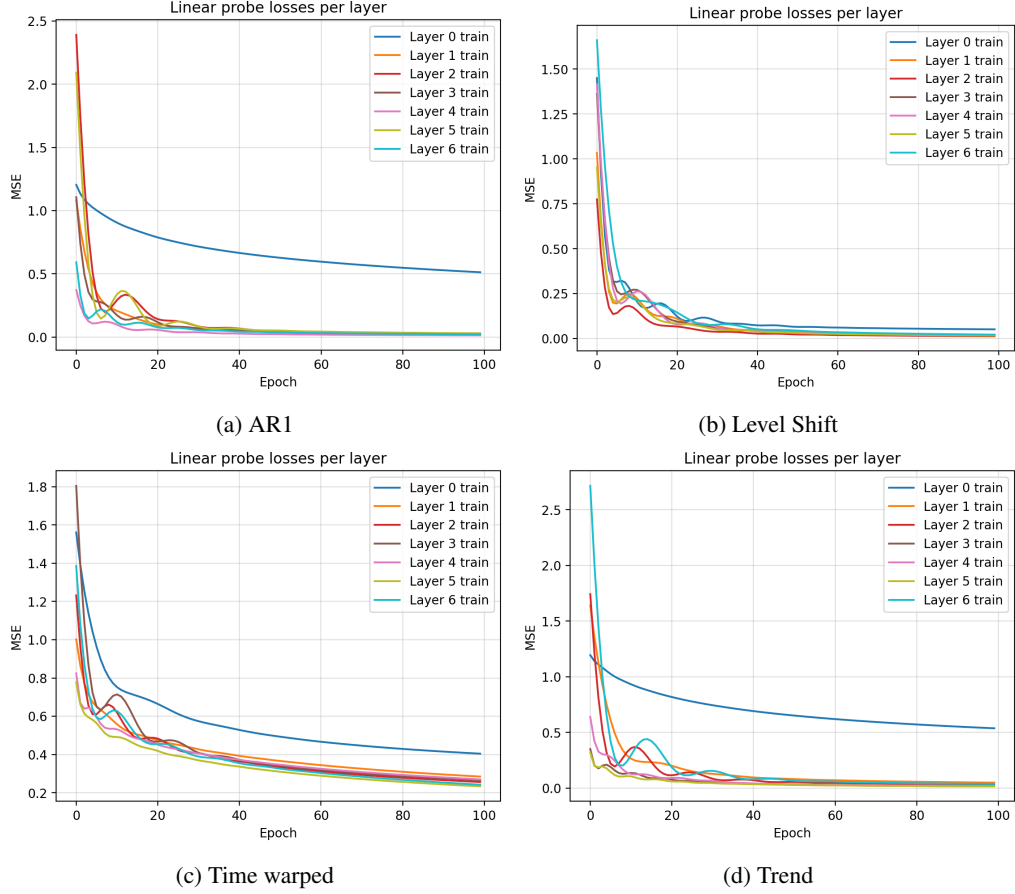 Linear probe losses per layer
2.5
2.0
1.5
1.0
0.5
0.0
MSE
0 20 40 60 80 100
Epoch
Layer 0 train
Layer 1 train
Layer 2 train
Layer 3 train
Layer 4 train
Layer 5 train
Layer 6 train
(a) AR1
Linear probe losses per layer
1.50
1.25
1.00
0.75
0.50
0.25
0.00
MSE
0 20 40 60 80 100
Epoch
Layer 0 train
Layer 1 train
Layer 2 train
Layer 3 train
Layer 4 train
Layer 5 train
Layer 6 train
(b) Level Shift
Linear probe losses per layer
1.8
1.6
1.4
1.2
1.0
0.8
0.6
0.4
0.2
MSE
0 20 40 60 80 100
Epoch
Layer 0 train
Layer 1 train
Layer 2 train
Layer 3 train
Layer 4 train
Layer 5 train
Layer 6 train
(c) Time warped
Linear probe losses per layer
2.5
2.0
1.5
1.0
0.5
0.0
MSE
0 20 40 60 80 100
Epoch
Layer 0 train
Layer 1 train
Layer 2 train
Layer 3 train
Layer 4 train
Layer 5 train
Layer 6 train
(d) Trend